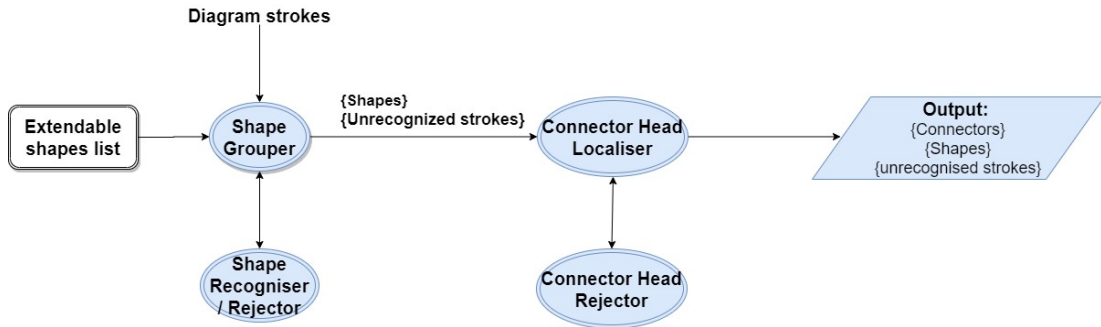 Diagram strokes
Extendable
shapes list
Shape
Grouper
{Shapes}
{Unrecognized strokes}
Connector Head
Localiser
Output:
{Connectors}
{Shapes}
{unrecognised strokes}
Shape
Recogniser
/ Rejector
Connector Head
Rejector